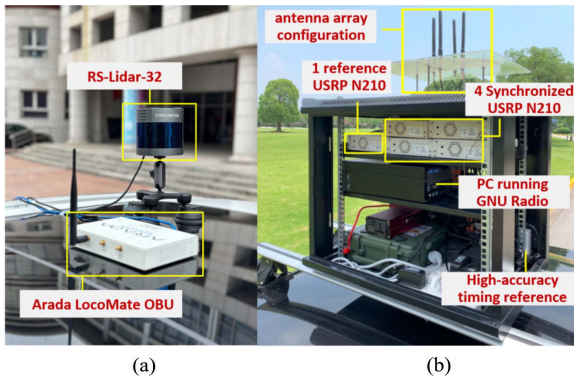 RS-Lidar-32
Arada LocoMate OBU
(a)
antenna array
configuration
1 reference
USRP N210
4 Synchronized
USRP N210
PC running
GNU Radio
High-accuracy
timing reference
(b)